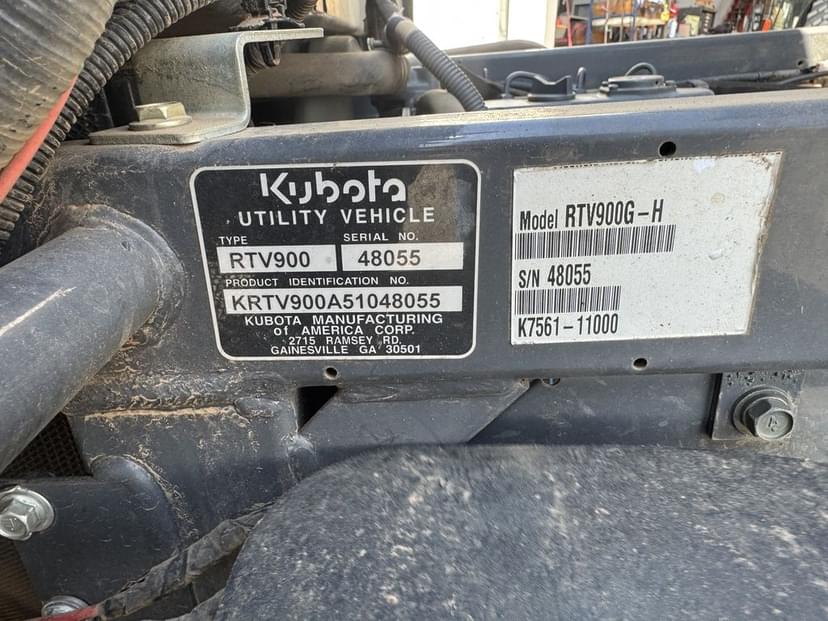 Kubota
UTILITY VEHICLE
TYPE SERIAL NO.
RTV900 48055
PRODUCT IDENTIFICATION NO.
KRTV900A51048055
KUBOTA MANUFACTURING
of AMERICA CORP.
2715 RAMSEY RD.
GAINESVILLE GA 30501
Model RTV900G-H
S/N 48055
K7561-11000